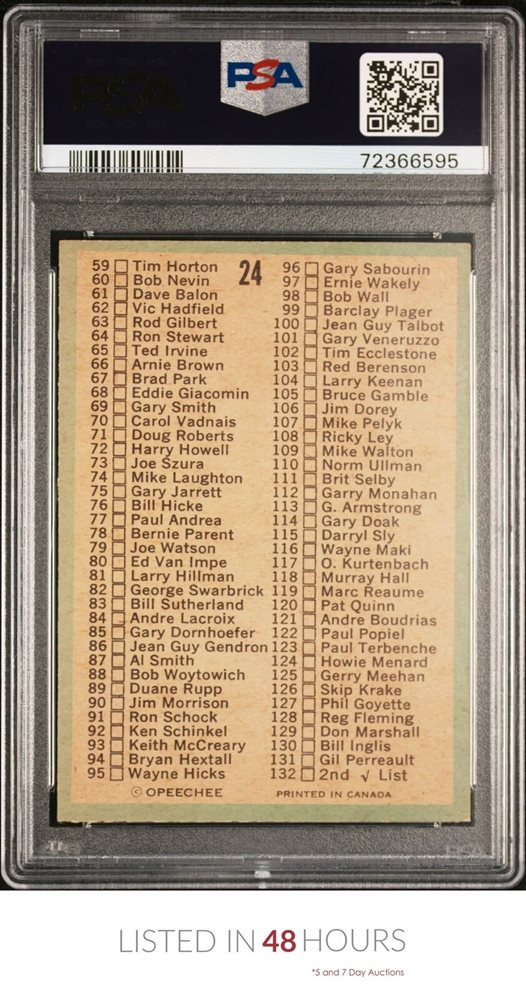 PSA
72366595
24
59 Tim Horton
60 Bob Nevin
61 Dave Balon
62 Vic Hadfield
63 Rod Gilbert
64 Ron Stewart
65 Ted Irvine
66 Arnie Brown
67 Brad Park
68 Eddie Giacomin
69 Gary Smith
70 Carol Vadnais
71 Doug Roberts
72 Harry Howell
73 Joe Szura
74 Mike Laughton
75 Gary Jarrett
76 Bill Hicke
77 Paul Andrea
78 Bernie Parent
79 Joe Watson
80 Ed Van Impe
81 Larry Hillman
82 George Swarbrick
83 Bill Sutherland
84 Andre Lacroix
85 Gary Dornhoefer
86 Jean Guy Gendron
87 Al Smith
88 Bob Woytowich
89 Duane Rupp
90 Jim Morrison
91 Ron Schock
92 Ken Schinkel
93 Keith McCreary
94 Bryan Hextall
95 Wayne Hicks
96 Gary Sabourin
97 Ernie Wakely
98 Bob Wall
99 Barclay Plager
100 Jean Guy Talbot
101 Gary Veneruzzo
102 Tim Ecclestone
103 Red Berenson
104 Larry Keenan
105 Bruce Gamble
106 Jim Dorey
107 Mike Pelyk
108 Ricky Ley
109 Mike Walton
110 Norm Ullman
111 Brit Selby
112 Garry Monahan
113 G. Armstrong
114 Gary Doak
115 Darryl Sly
116 Wayne Maki
117 O. Kurtenbach
118 Murray Hall
119 Marc Reaume
120 Pat Quinn
121 Andre Boudrias
122 Paul Popiel
123 Paul Terbenche
124 Howie Menard
125 Gerry Meehan
126 Skip Krake
127 Phil Goyette
128 Reg Fleming
129 Don Marshall
130 Bill Inglis
131 Gil Perreault
132 2nd √ List
© OPEECHEE
PRINTED IN CANADA
PSA
LISTED IN 48 HOURS
*5 and 7 Day Auctions